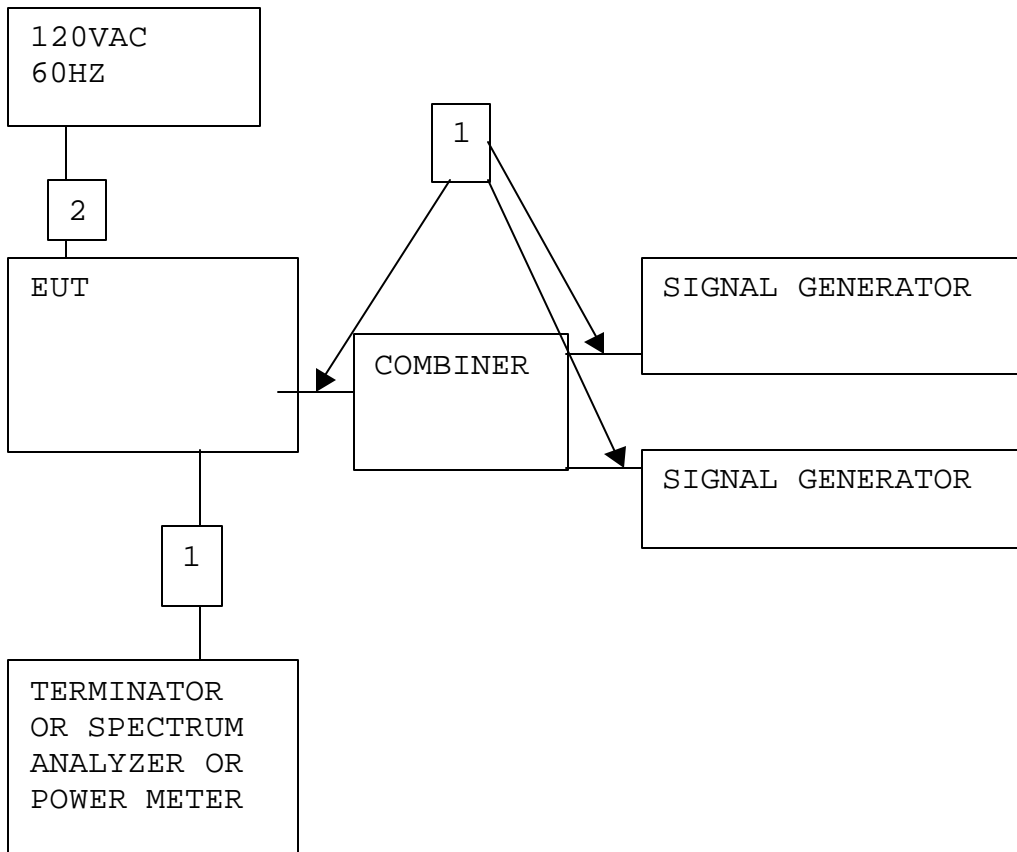 120VAC
60HZ
1
2
EUT
SIGNAL GENERATOR
COMBINER
SIGNAL GENERATOR
1
TERMINATOR
OR SPECTRUM
ANALYZER OR
POWER METER